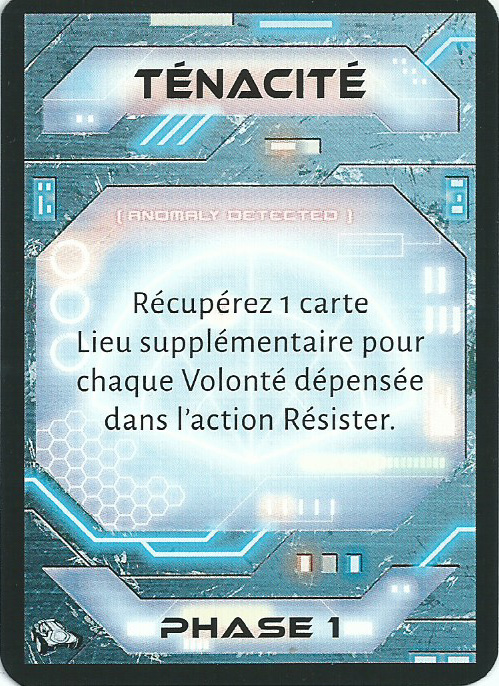 TÉNACITÉ
[ANOMALY DETECTED]
Récupérez 1 carte
Lieu supplémentaire pour
chaque Volonté dépensée
dans l'action Résister.
PHASE 1